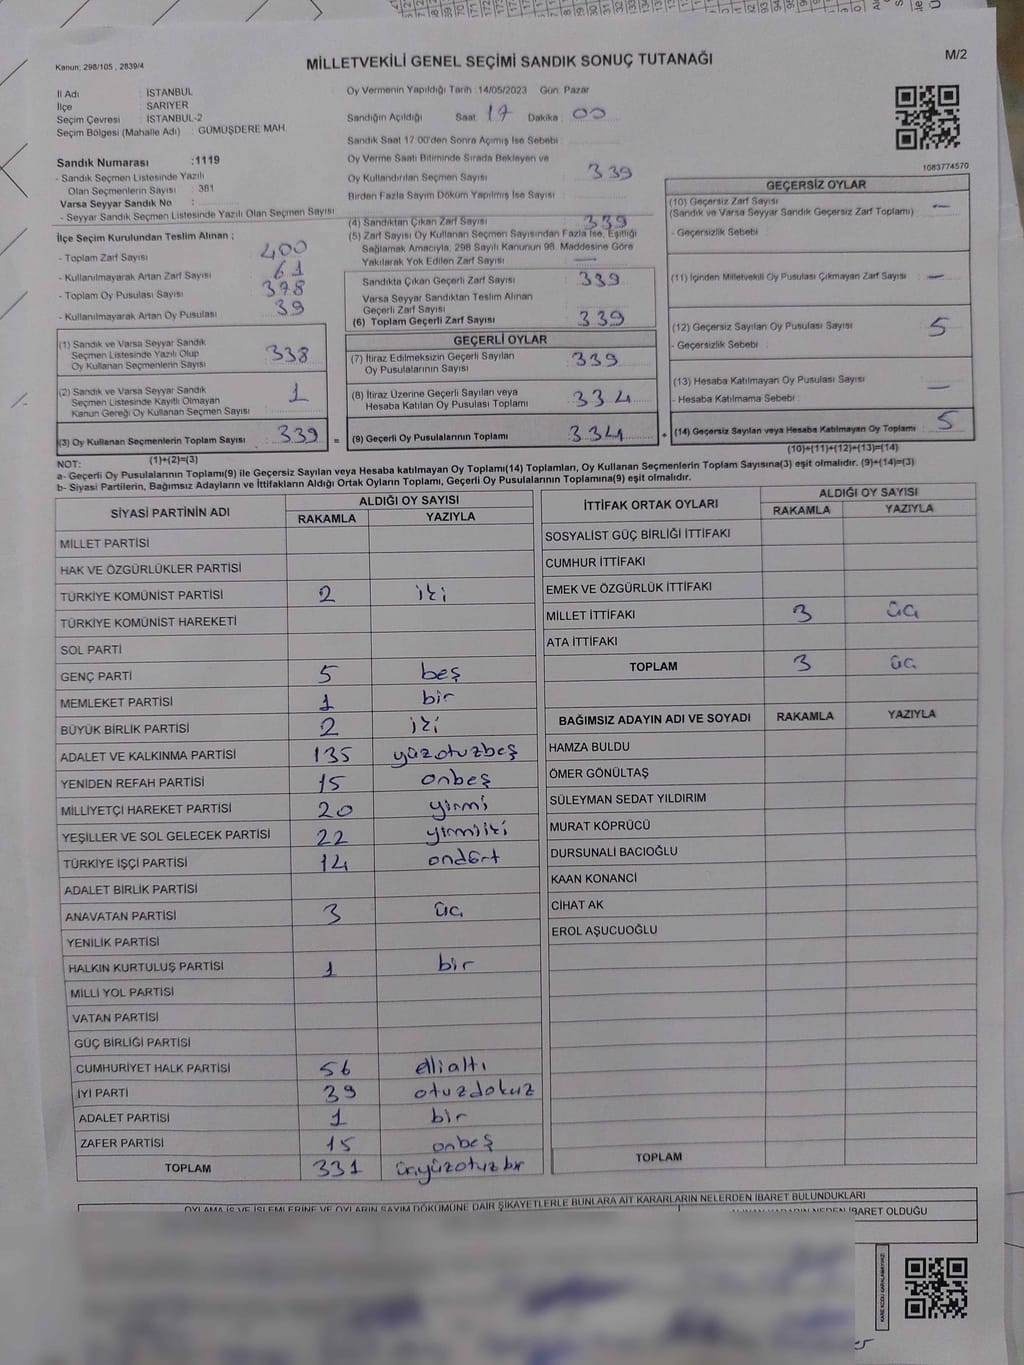 Kanun: 298/105 , 2839/4
MİLLETVEKİLİ GENEL SEÇİMİ SANDIK SONUÇ TUTANAĞI
M/2
İl Adı : İSTANBUL
İlçe : SARIYER
Seçim Çevresi : İSTANBUL-2
Seçim Bölgesi (Mahalle Adı) : GÜMÜŞDERE MAH.
Sandık Numarası :1119
- Sandık Seçmen Listesinde Yazılı
Olan Seçmenlerin Sayısı : 381
Varsa Seyyar Sandık No :
- Seyyar Sandık Seçmen Listesinde Yazılı Olan Seçmen Sayısı
İlçe Seçim Kurulundan Teslim Alınan ;
- Toplam Zarf Sayısı : 400
- Kullanılmayarak Artan Zarf Sayısı : 61
- Toplam Oy Pusulası Sayısı : 378
- Kullanılmayarak Artan Oy Pusulası : 39
(1) Sandık ve Varsa Seyyar Sandık
Seçmen Listesinde Yazılı Olup
Oy Kullanan Seçmenlerin Sayısı : 338
(2) Sandık ve Varsa Seyyar Sandık
Seçmen Listesinde Kayıtlı Olmayan
Kanun Gereği Oy Kullanan Seçmen Sayısı : 1
(3) Oy Kullanan Seçmenlerin Toplam Sayısı : 339 =
(1)+(2)=(3)
Oy Vermenin Yapıldığı Tarih : 14/05/2023 Gün: Pazar
Sandığın Açıldığı Saat: 17 Dakika : 00
Sandık Saat 17:00'den Sonra Açımış İse Sebebi :
Oy Verme Saati Bitiminde Sırada Bekleyen ve
Oy Kullandırılan Seçmen Sayısı : 339
Birden Fazla Sayım Döküm Yapılmış İse Sayısı :
(4) Sandıktan Çıkan Zarf Sayısı : 339
(5) Zarf Sayısı Oy Kullanan Seçmen Sayısından Fazla İse, Eşitliği
Sağlamak Amacıyla, 298 Sayılı Kanunun 98. Maddesine Göre
Yakılarak Yok Edilen Zarf Sayısı : —
Sandıkta Çıkan Geçerli Zarf Sayısı : 339
Varsa Seyyar Sandıktan Teslim Alınan
Geçerli Zarf Sayısı
(6) Toplam Geçerli Zarf Sayısı : 339
GEÇERLİ OYLAR
(7) İtiraz Edilmeksizin Geçerli Sayılan
Oy Pusulalarının Sayısı : 339
(8) İtiraz Üzerine Geçerli Sayılan veya
Hesaba Katılan Oy Pusulası Toplamı : 334
(9) Geçerli Oy Pusulalarının Toplamı : 334 +
1083774570
GEÇERSİZ OYLAR
(10) Geçersiz Zarf Sayısı
(Sandık ve Varsa Seyyar Sandık Geçersiz Zarf Toplamı) : —
- Geçersizlik Sebebi :
(11) İçinden Milletvekili Oy Pusulası Çıkmayan Zarf Sayısı : —
(12) Geçersiz Sayılan Oy Pusulası Sayısı : 5
- Geçersizlik Sebebi :
(13) Hesaba Katılmayan Oy Pusulası Sayısı : —
- Hesaba Katılmama Sebebi :
(14) Geçersiz Sayılan veya Hesaba Katılmayan Oy Toplamı : 5
(10)+(11)+(12)+(13)=(14)
NOT:
a- Geçerli Oy Pusulalarının Toplamı(9) ile Geçersiz Sayılan veya Hesaba katılmayan Oy Toplamı(14) Toplamları, Oy Kullanan Seçmenlerin Toplam Sayısına(3) eşit olmalıdır. (9)+(14)=(3)
b- Siyasi Partilerin, Bağımsız Adayların ve İttifakların Aldığı Ortak Oyların Toplamı, Geçerli Oy Pusulalarının Toplamına(9) eşit olmalıdır.
SİYASİ PARTİNİN ADI ALDIĞI OY SAYISI
RAKAMLA YAZIYLA
MİLLET PARTİSİ
HAK VE ÖZGÜRLÜKLER PARTİSİ
TÜRKİYE KOMÜNİST PARTİSİ 2 iki
TÜRKİYE KOMÜNİST HAREKETİ
SOL PARTİ
GENÇ PARTİ 5 beş
MEMLEKET PARTİSİ 1 bir
BÜYÜK BİRLİK PARTİSİ 2 iki
ADALET VE KALKINMA PARTİSİ 135 yüzotuzbeş
YENİDEN REFAH PARTİSİ 15 onbeş
MİLLİYETÇİ HAREKET PARTİSİ 20 yirmi
YEŞİLLER VE SOL GELECEK PARTİSİ 22 yirmiiki
TÜRKİYE İŞÇİ PARTİSİ 14 ondört
ADALET BİRLİK PARTİSİ
ANAVATAN PARTİSİ 3 üç
YENİLİK PARTİSİ
HALKIN KURTULUŞ PARTİSİ 1 bir
MİLLİ YOL PARTİSİ
VATAN PARTİSİ
GÜÇ BİRLİĞİ PARTİSİ
CUMHURİYET HALK PARTİSİ 56 ellialtı
İYİ PARTİ 39 otuzdokuz
ADALET PARTİSİ 1 bir
ZAFER PARTİSİ 15 onbeş
TOPLAM 331 üçyüzotuzbir
İTTİFAK ORTAK OYLARI ALDIĞI OY SAYISI
RAKAMLA YAZIYLA
SOSYALİST GÜÇ BİRLİĞİ İTTİFAKI
CUMHUR İTTİFAKI
EMEK VE ÖZGÜRLÜK İTTİFAKI
MİLLET İTTİFAKI 3 üç
ATA İTTİFAKI
TOPLAM 3 üç
BAĞIMSIZ ADAYIN ADI VE SOYADI RAKAMLA YAZIYLA
HAMZA BULDU
ÖMER GÖNÜLTAŞ
SÜLEYMAN SEDAT YILDIRIM
MURAT KÖPRÜCÜ
DURSUNALİ BACIOĞLU
KAAN KONANCİ
CİHAT AK
EROL AŞUCUOĞLU
TOPLAM
OYLAMA İŞ VE İŞLEMLERİNE VE OYLARIN SAYIM DÖKÜMÜNE DAİR ŞİKAYETLERLE BUNLARA AİT KARARLARIN NELERDEN İBARET BULUNDUKLARI
ALINAN KARARIN NEDEN İBARET OLDUĞU
KARE KODU KARALAMAYINIZ!